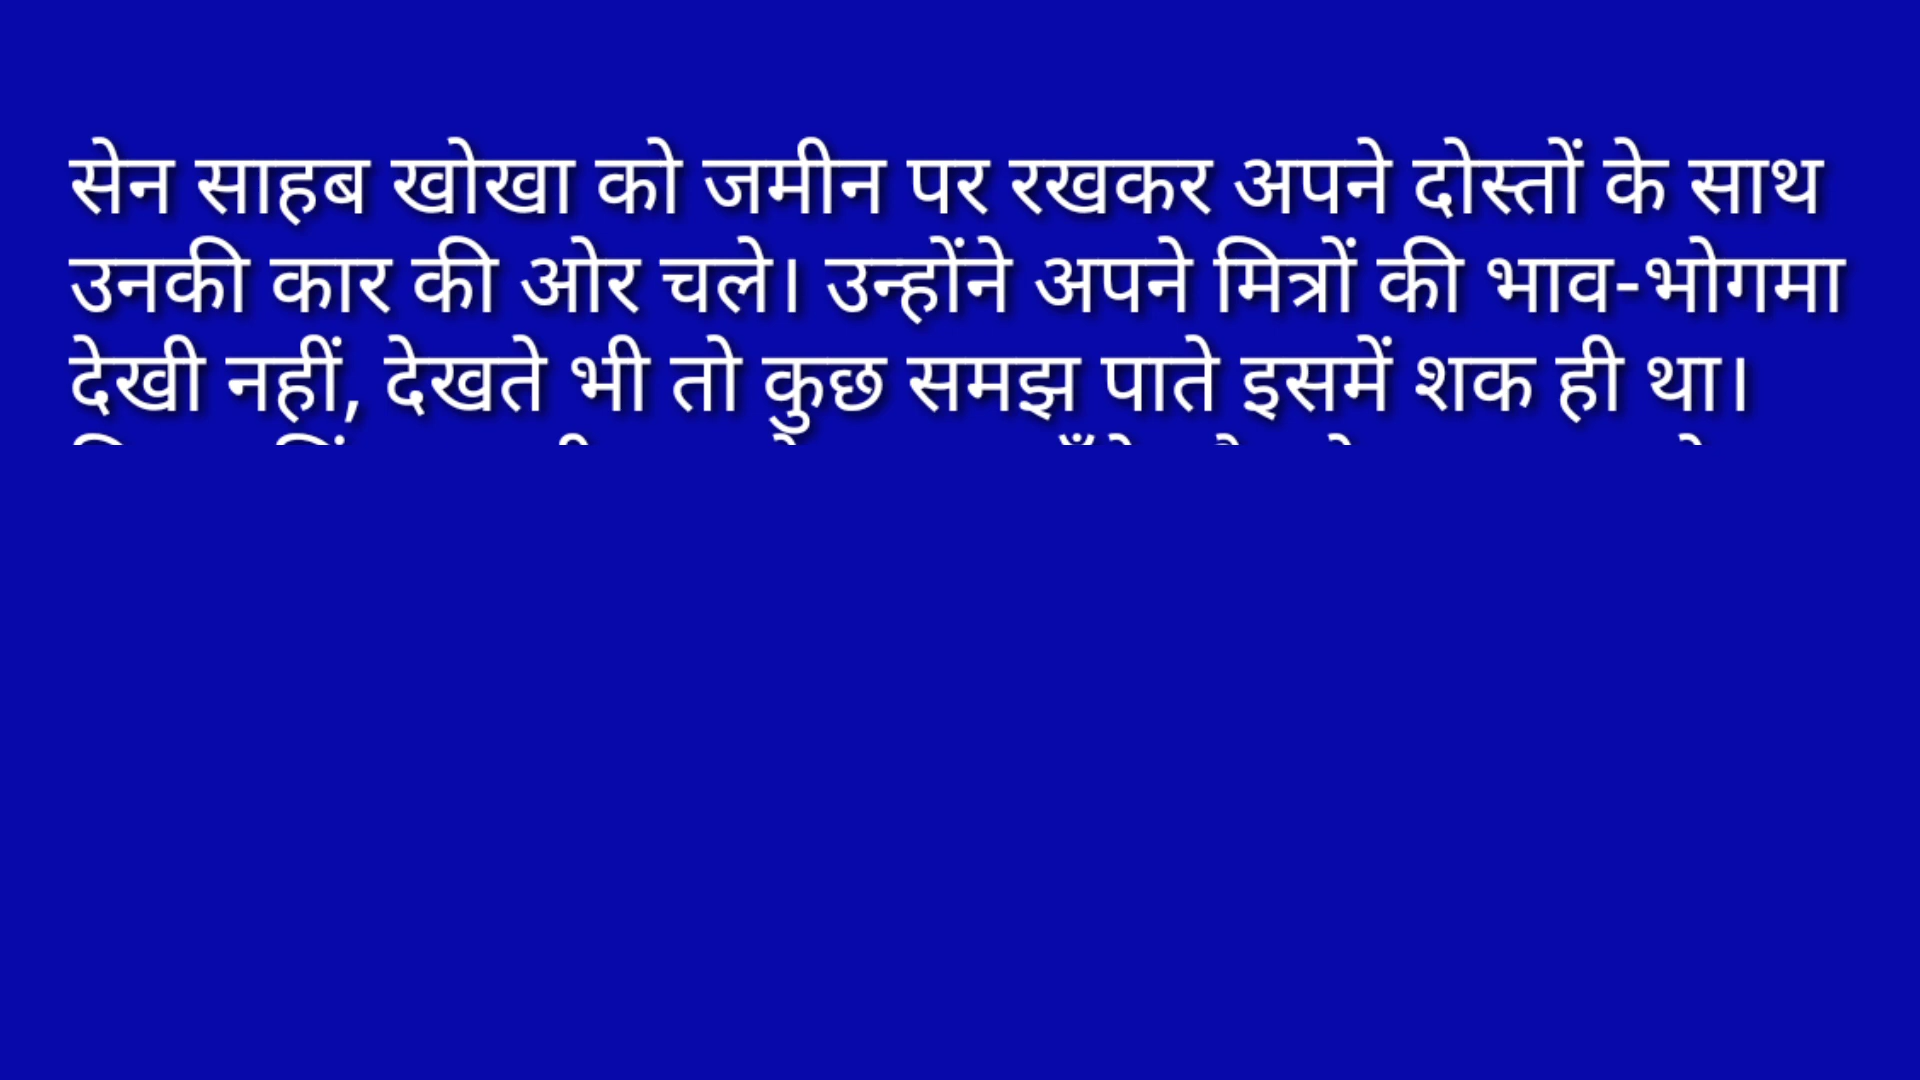 सेन साहब खोखा को जमीन पर रखकर अपने दोस्तों के साथ
उनकी कार की ओर चले। उन्होंने अपने मित्रों की भाव-भोगमा
देखी नहीं, देखते भी तो कुछ समझ पाते इसमें शक ही था।